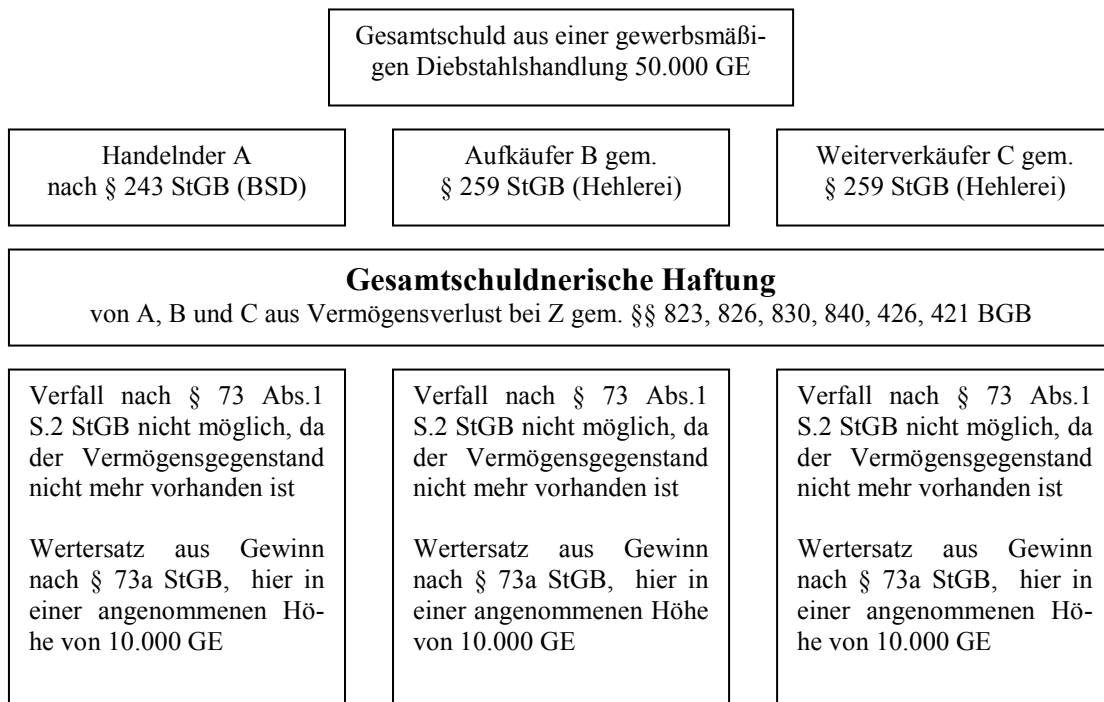 Gesamtschuld aus einer gewerbsmäßi-
gen Diebstahlshandlung 50.000 GE
Handelnder A
nach § 243 StGB (BSD)
Aufkäufer B gem.
§ 259 StGB (Hehlerei)
Weiterverkäufer C gem.
§ 259 StGB (Hehlerei)
Gesamtschuldnerische Haftung
von A, B und C aus Vermögensverlust bei Z gem. §§ 823, 826, 830, 840, 426, 421 BGB
Verfall nach § 73 Abs.1
S.2 StGB nicht möglich, da
der Vermögensgegenstand
nicht mehr vorhanden ist
Wertersatz aus Gewinn
nach § 73a StGB, hier in
einer angenommenen Hö-
he von 10.000 GE
Verfall nach § 73 Abs.1
S.2 StGB nicht möglich, da
der Vermögensgegenstand
nicht mehr vorhanden ist
Wertersatz aus Gewinn
nach § 73a StGB, hier in
einer angenommenen Höhe
von 10.000 GE
Verfall nach § 73 Abs.1
S.2 StGB nicht möglich, da
der Vermögensgegenstand
nicht mehr vorhanden ist
Wertersatz aus Gewinn
nach § 73a StGB, hier in
einer angenommenen Hö-
he von 10.000 GE